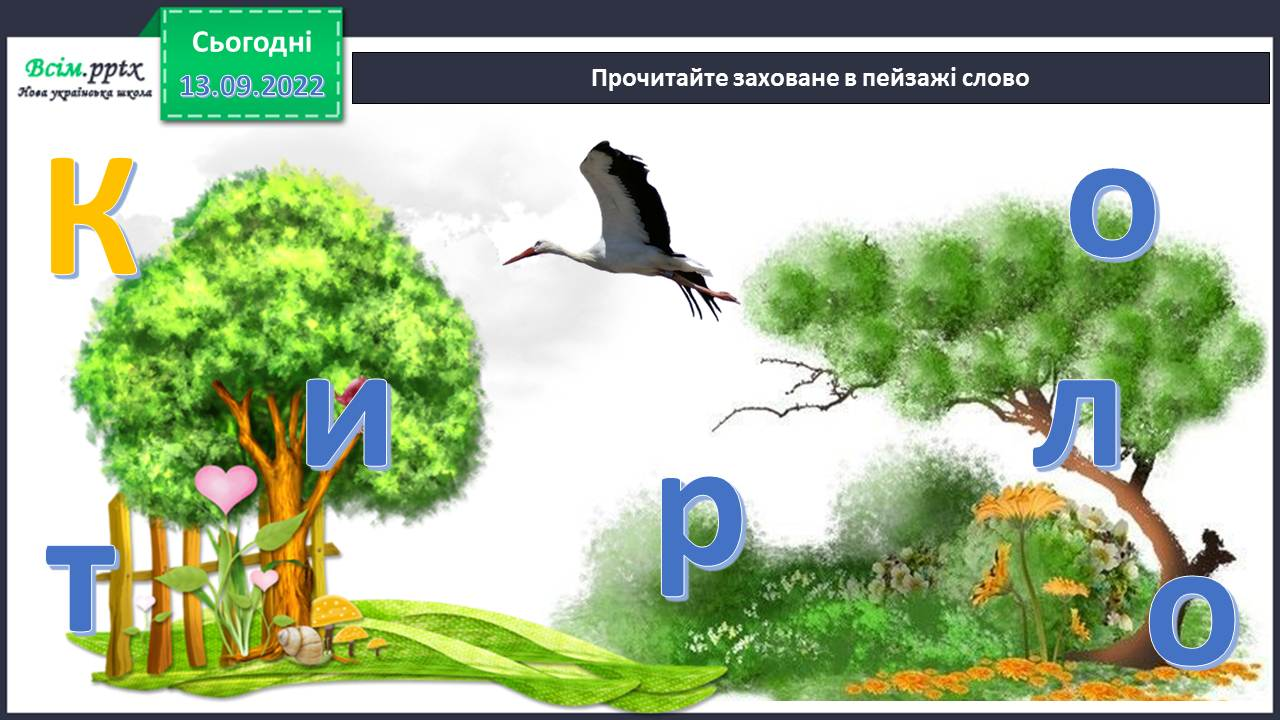 Сьогодні
13.09.2022
Всім.pptx
Нова українська школа
Прочитайте заховане в пейзажі слово
К
о
и
л
р
т
о